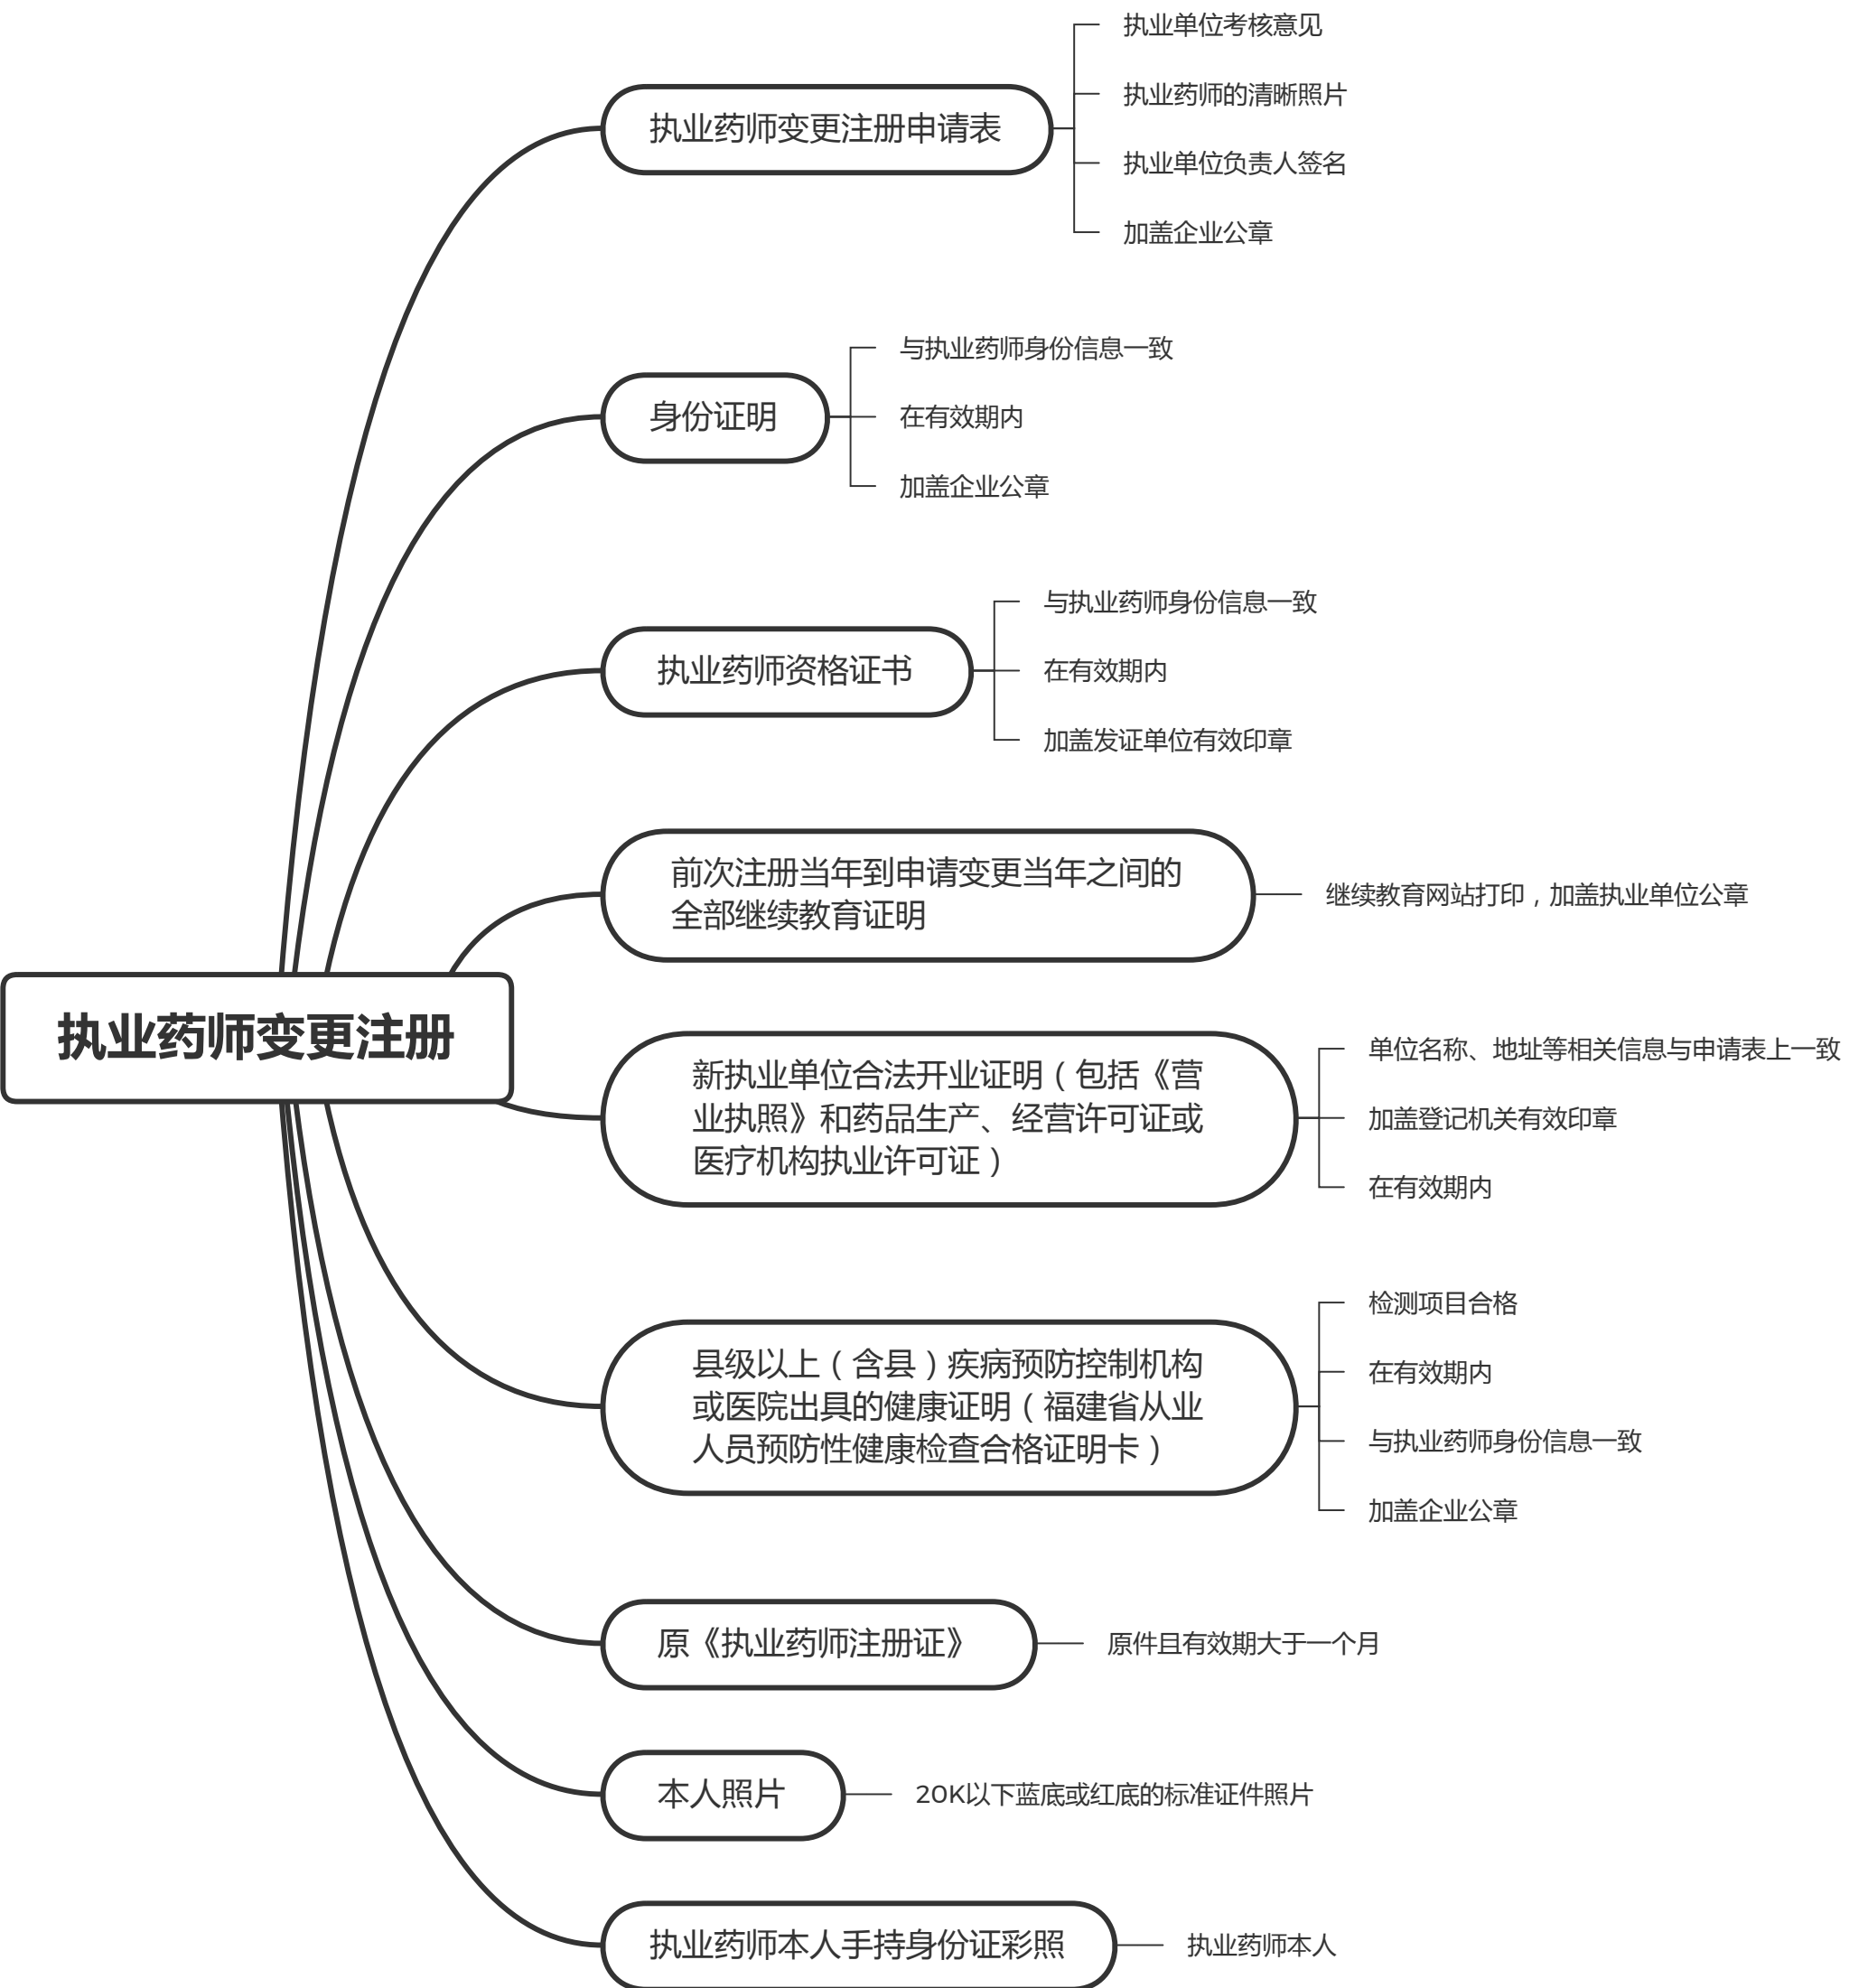 执业药师变更注册
执业药师变更注册申请表
执业单位考核意见
执业药师的清晰照片
执业单位负责人签名
加盖企业公章
身份证明
与执业药师身份信息一致
在有效期内
加盖企业公章
执业药师资格证书
与执业药师身份信息一致
在有效期内
加盖发证单位有效印章
前次注册当年到申请变更当年之间的
全部继续教育证明
继续教育网站打印，加盖执业单位公章
新执业单位合法开业证明（包括《营
业执照》和药品生产、经营许可证或
医疗机构执业许可证）
单位名称、地址等相关信息与申请表上一致
加盖登记机关有效印章
在有效期内
县级以上（含县）疾病预防控制机构
或医院出具的健康证明（福建省从业
人员预防性健康检查合格证明卡）
检测项目合格
在有效期内
与执业药师身份信息一致
加盖企业公章
原《执业药师注册证》
原件且有效期大于一个月
本人照片
20K以下蓝底或红底的标准证件照片
执业药师本人手持身份证彩照
执业药师本人